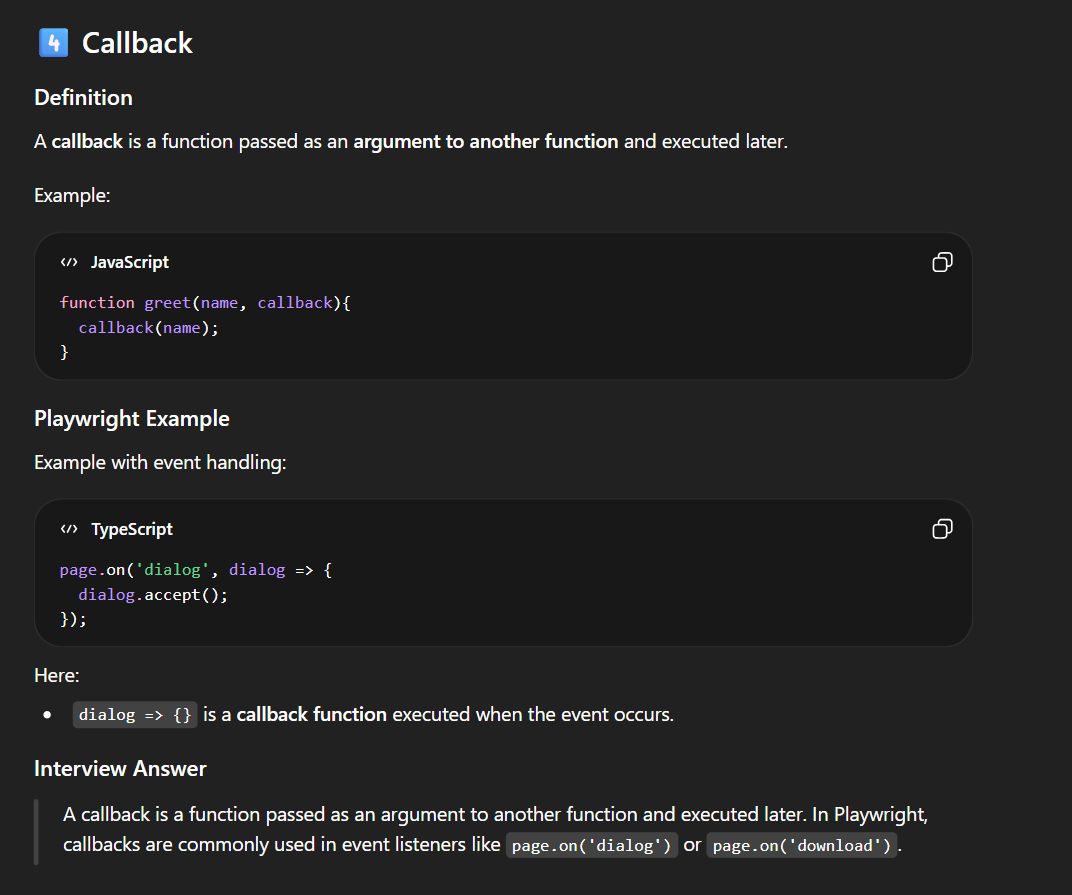 4 Callback
Definition
A callback is a function passed as an argument to another function and executed later.
Example:
</> JavaScript
function greet(name, callback){
  callback(name);
}
Playwright Example
Example with event handling:
</> TypeScript
page.on('dialog', dialog => {
  dialog.accept();
});
Here:
• dialog => {} is a callback function executed when the event occurs.
Interview Answer
A callback is a function passed as an argument to another function and executed later. In Playwright,
callbacks are commonly used in event listeners like page.on('dialog') or page.on('download').